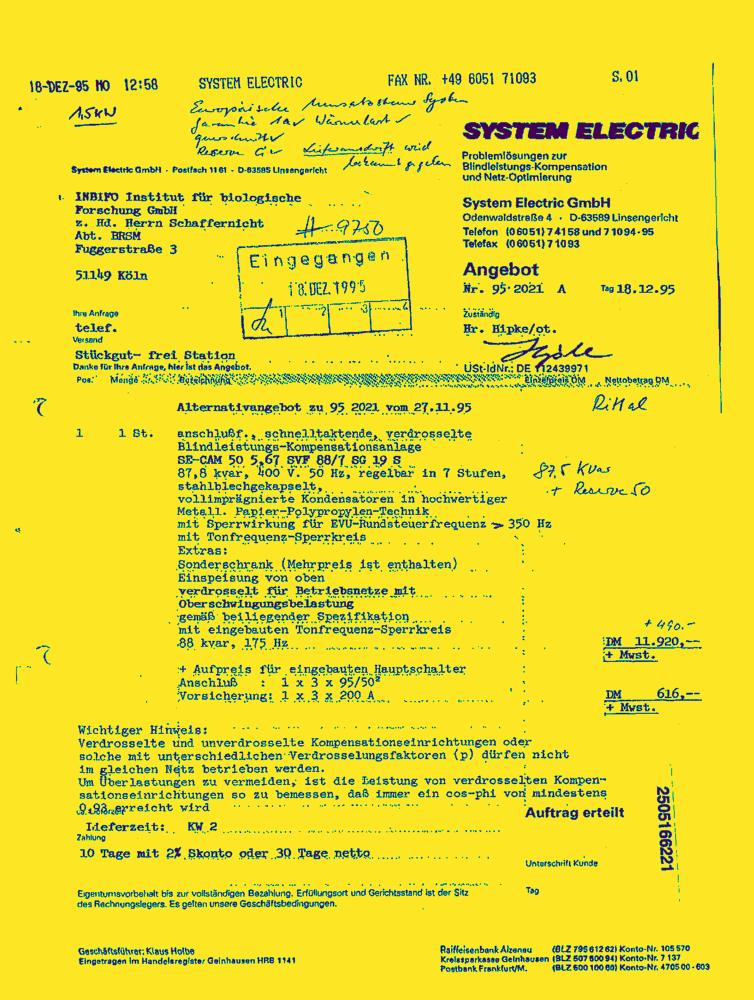 18-DEZ-95 MO 12:58 SYSTEM ELECTRIC FAX NR. +49 6051 71093 S.01
1,5 KW
Europäische
garantie
Reserve
Lieferanschrift wird
SYSTEM ELECTRIC
Problemlösungen zur
Blindleistungs-Kompensation
und Netz-Optimierung
System Electric GmbH · Postfach 1161 · D-63585 Linsengericht
INBIFO Institut für biologische
Forschung GmbH
z. Hd. Herrn Schaffernicht
Abt. BRSM
Fuggerstraße 3
51149 Köln
# 9750
System Electric GmbH
Odenwaldstraße 4 · D-63589 Linsengericht
Telefon (06051) 74158 und 71094-95
Telefax (06051) 71093
Eingegangen
18. DEZ. 1995
1 2 3 4
Angebot
Nr. 95·2021 A Tag 18.12.95
Ihre Anfrage
telef.
Zuständig
Hr. Hipke/ot.
Versand
Stückgut- frei Station
Danke für Ihre Anfrage, hier ist das Angebot.
USt-IdNr.: DE 112439971
Pos. Menge Bezeichnung Einzelpreis DM Nettobetrag DM
Alternativangebot zu 95 2021 vom 27.11.95
Rittal
1 1 St. anschlußf., schnelltaktende, verdrosselte
Blindleistungs-Kompensationsanlage
SE-CAM 50 5,67 SVF 88/7 SG 19 S
87,8 kvar, 400 V. 50 Hz, regelbar in 7 Stufen,
87,5 KVar
stahlblechgekapselt,
+ Reserve 50
vollimprägnierte Kondensatoren in hochwertiger
Metall. Papier-Polypropylen-Technik
mit Sperrwirkung für EVU-Rundsteuerfrequenz > 350 Hz
mit Tonfrequenz-Sperrkreis
Extras:
Sonderschrank (Mehrpreis ist enthalten)
Einspeisung von oben
verdrosselt für Betriebsnetze mit
Oberschwingungsbelastung
gemäß beiliegender Spezifikation
mit eingebauten Tonfrequenz-Sperrkreis
+ 490.-
88 kvar, 175 Hz DM 11.920,--
+ Mwst.
+ Aufpreis für eingebauten Hauptschalter
Anschluß : 1 x 3 x 95/50²
Vorsicherung: 1 x 3 x 200 A DM 616,--
+ Mwst.
Wichtiger Hinweis:
Verdrosselte und unverdrosselte Kompensationseinrichtungen oder
solche mit unterschiedlichen Verdrosselungsfaktoren (p) dürfen nicht
im gleichen Netz betrieben werden.
Um Überlastungen zu vermeiden, ist die Leistung von verdrosselten Kompen-
sationseinrichtungen so zu bemessen, daß immer ein cos-phi von mindestens
0,93 erreicht wird
Auftrag erteilt
Lieferzeit: KW 2
Zahlung
10 Tage mit 2% Skonto oder 30 Tage netto
Unterschrift Kunde
2505166221
Eigentumsvorbehalt bis zur vollständigen Bezahlung. Erfüllungsort und Gerichtsstand ist der Sitz
des Rechnungslegers. Es gelten unsere Geschäftsbedingungen.
Tag
Geschäftsführer: Klaus Holbe
Eingetragen im Handelsregister Gelnhausen HRB 1141
Raiffeisenbank Alzenau (BLZ 795 612 62) Konto-Nr. 105 570
Kreissparkasse Gelnhausen (BLZ 507 500 94) Konto-Nr. 7 137
Postbank Frankfurt/M. (BLZ 500 100 60) Konto-Nr. 4705 00-603